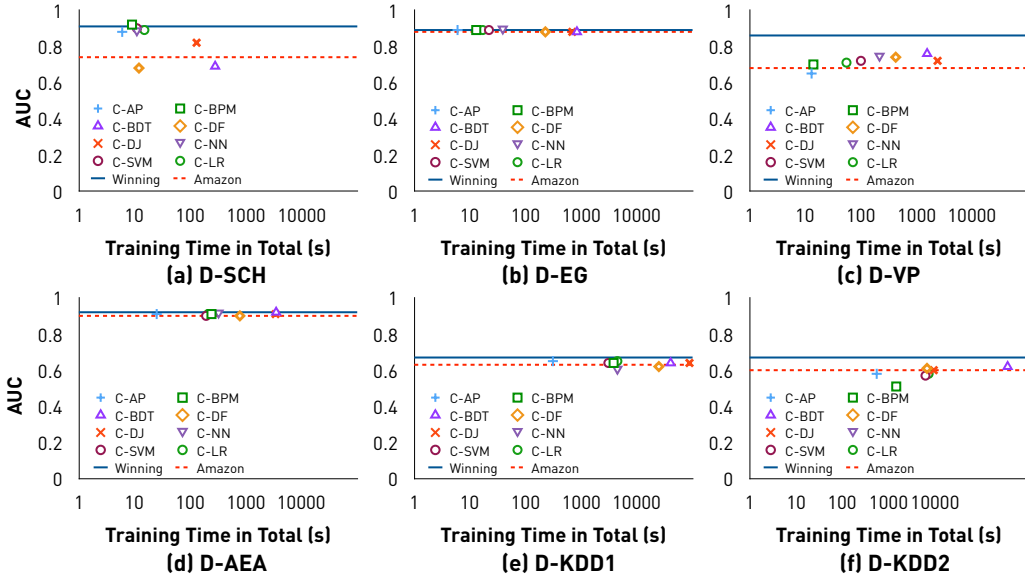 AUC
1
0.8
0.6
0.4
0.2
0
C-AP C-BPM
C-BDT C-DF
C-DJ C-NN
C-SVM C-LR
Winning Amazon
1 10 100 1000 10000
Training Time in Total (s)
(a) D-SCH
1
0.8
0.6
0.4
0.2
0
C-AP C-BPM
C-BDT C-DF
C-DJ C-NN
C-SVM C-LR
Winning Amazon
1 10 100 1000 10000
Training Time in Total (s)
(b) D-EG
1
0.8
0.6
0.4
0.2
0
C-AP C-BPM
C-BDT C-DF
C-DJ C-NN
C-SVM C-LR
Winning Amazon
1 10 100 1000 10000
Training Time in Total (s)
(c) D-VP
AUC
1
0.8
0.6
0.4
0.2
0
C-AP C-BPM
C-BDT C-DF
C-DJ C-NN
C-SVM C-LR
Winning Amazon
1 10 100 1000 10000
Training Time in Total (s)
(d) D-AEA
1
0.8
0.6
0.4
0.2
0
C-AP C-BPM
C-BDT C-DF
C-DJ C-NN
C-SVM C-LR
Winning Amazon
1 10 100 1000 10000
Training Time in Total (s)
(e) D-KDD1
1
0.8
0.6
0.4
0.2
0
C-AP C-BPM
C-BDT C-DF
C-DJ C-NN
C-SVM C-LR
Winning Amazon
1 10 100 1000 10000
Training Time in Total (s)
(f) D-KDD2